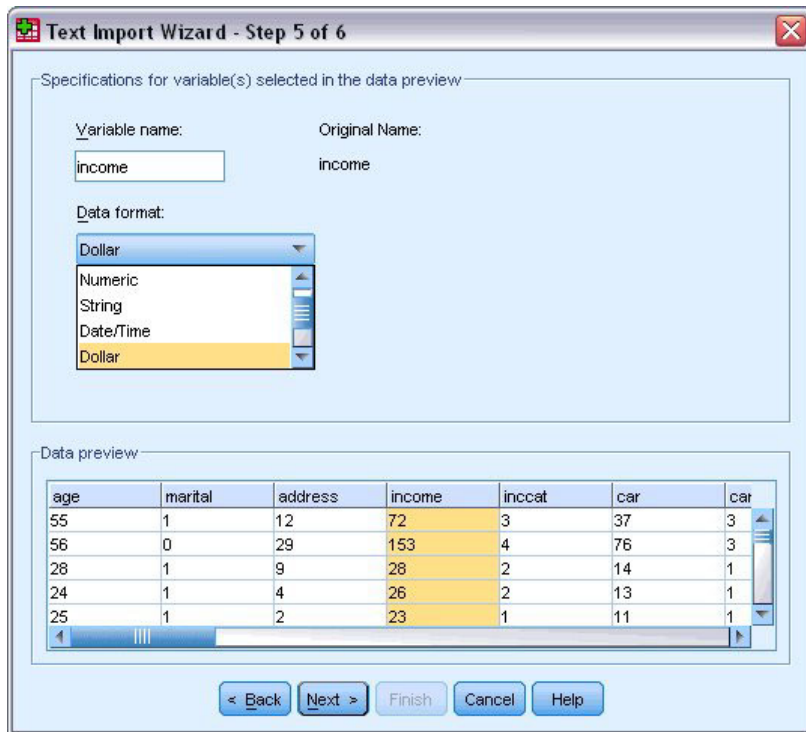 Text Import Wizard - Step 5 of 6
Specifications for variable(s) selected in the data preview
Variable name: Original Name:
income income
Data format:
Dollar
Numeric
String
Date/Time
Dollar
Data preview
age marital address income inccat car car
55 1 12 72 3 37 3
56 0 29 153 4 76 3
28 1 9 28 2 14 1
24 1 4 26 2 13 1
25 1 2 23 1 11 1
< Back Next > Finish Cancel Help